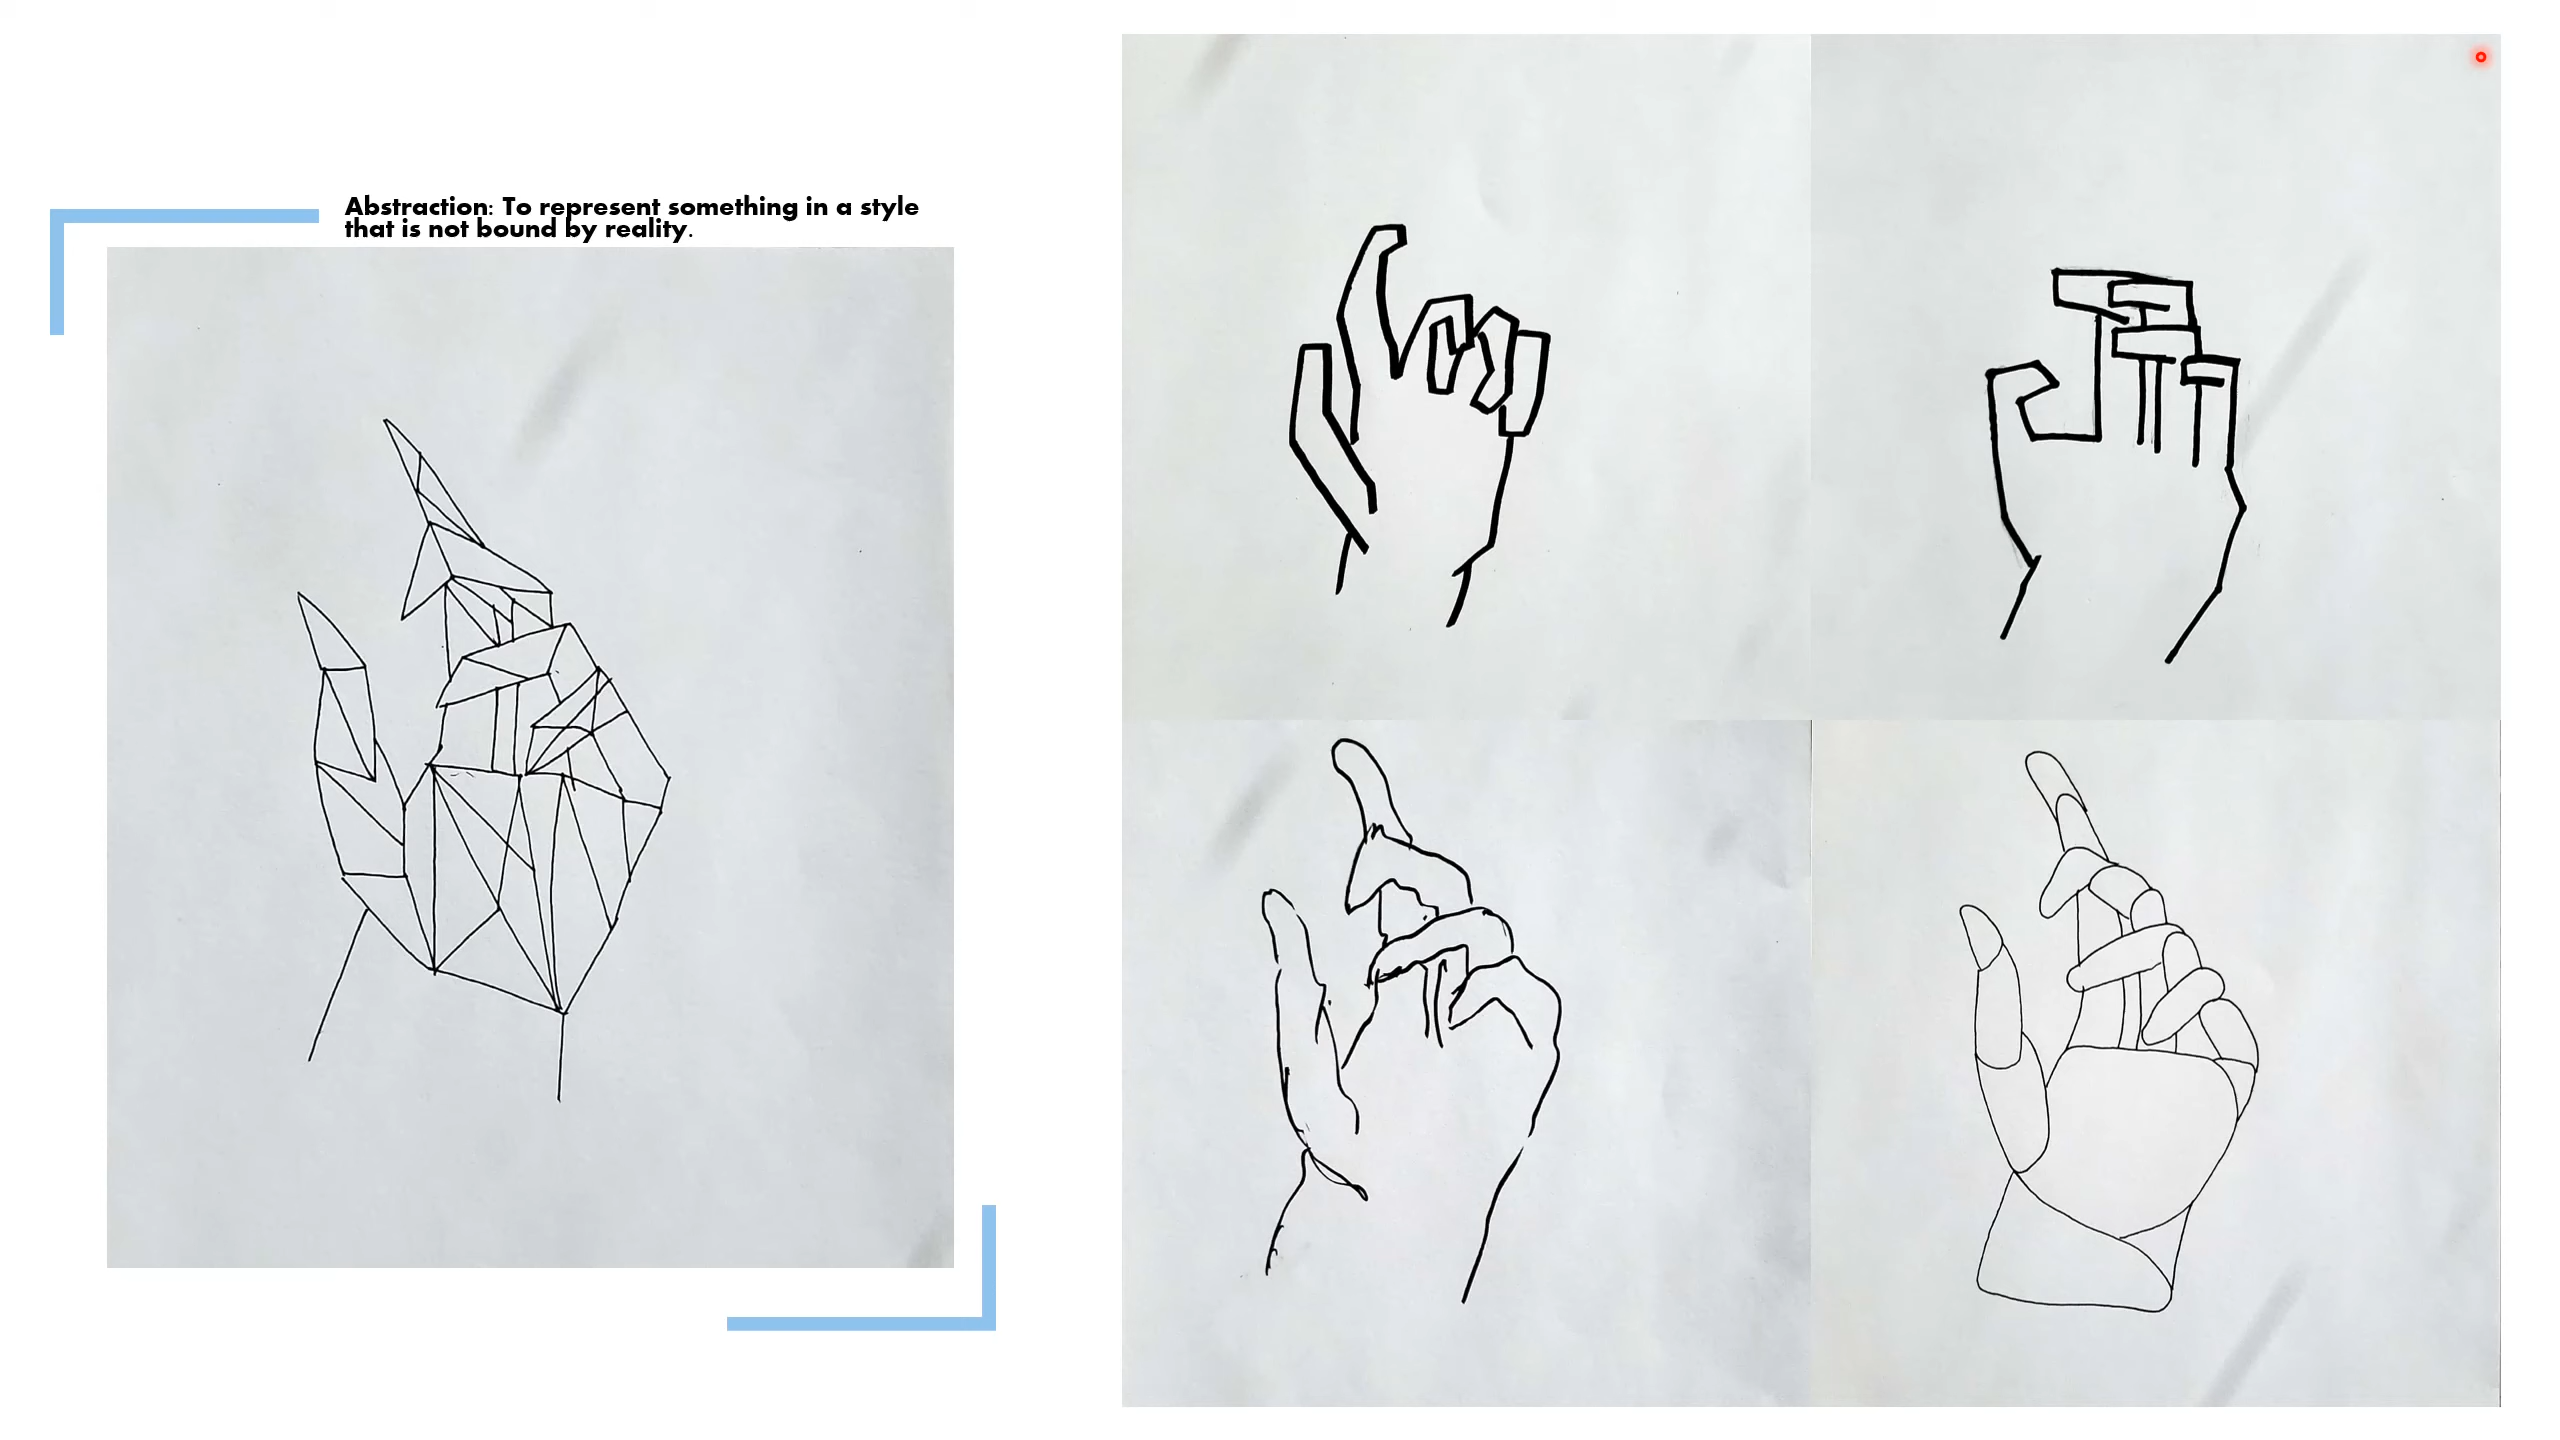 Abstraction: To represent something in a style
that is not bound by reality.